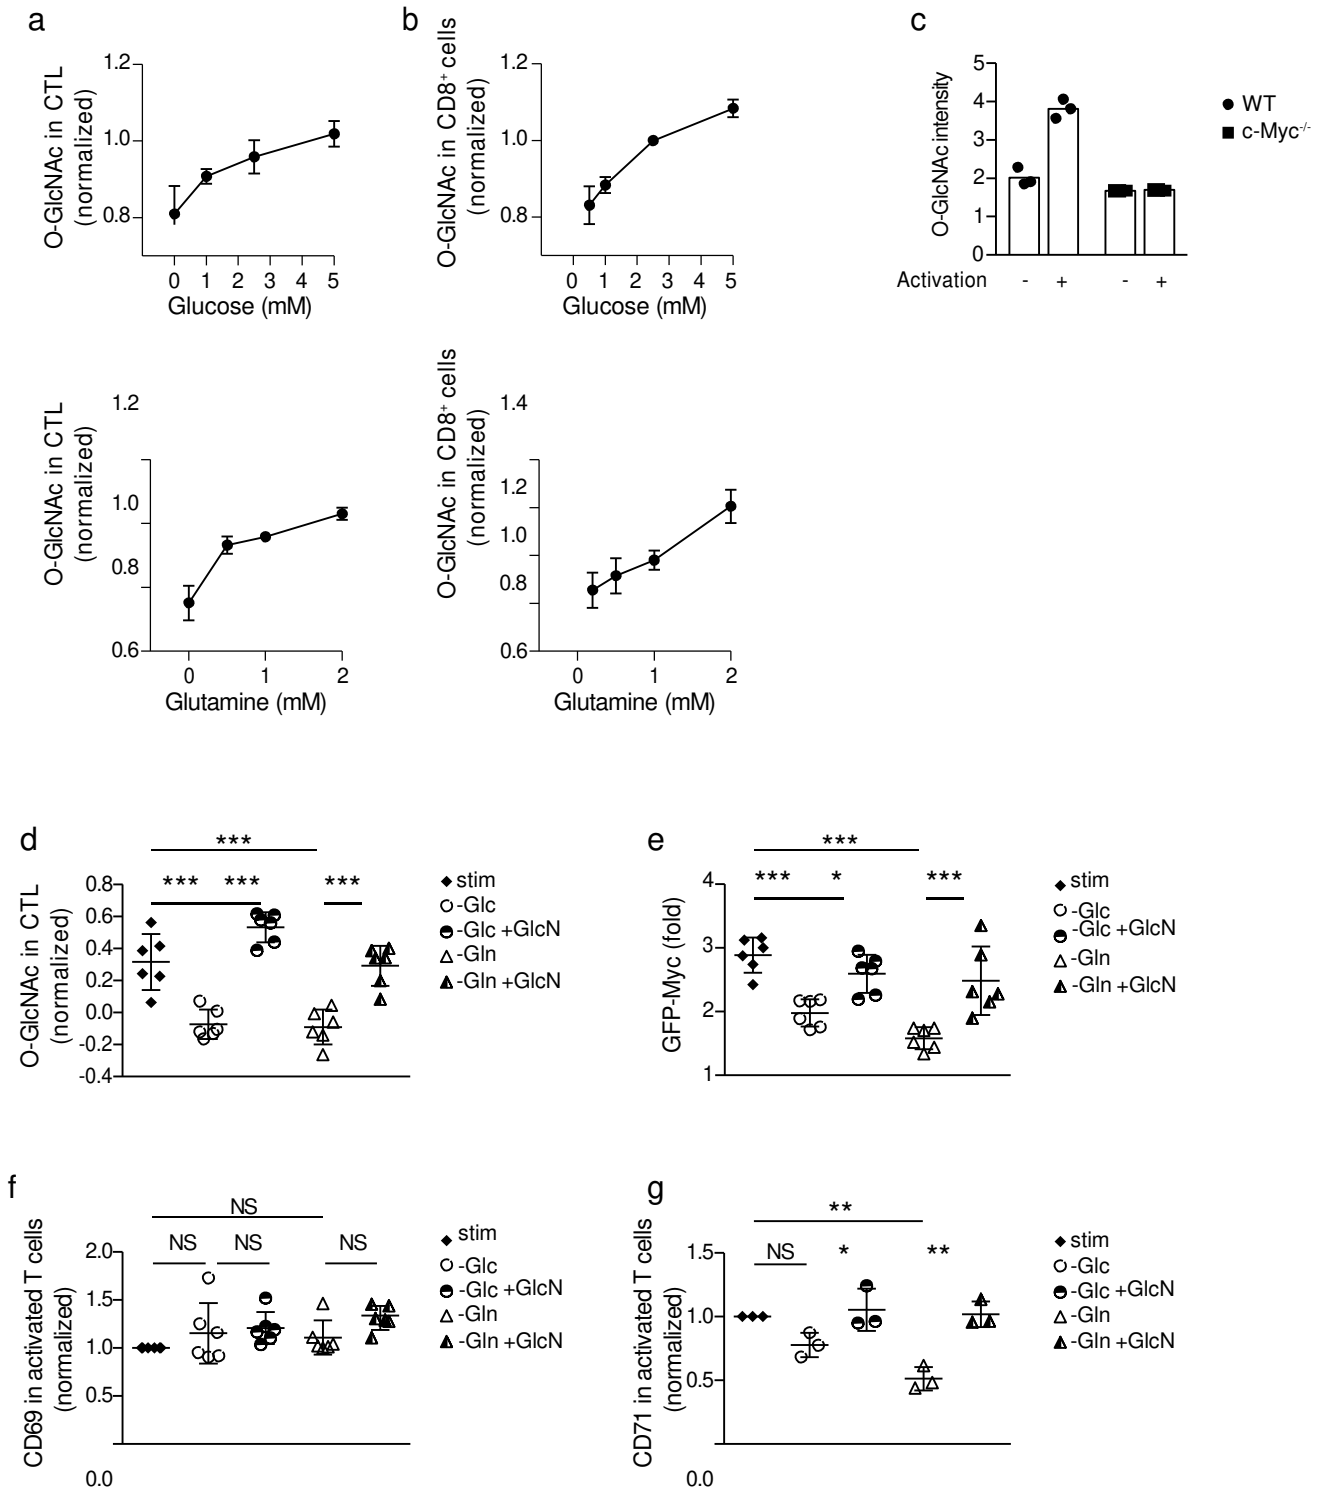 a
O-GlcNAc in CTL
(normalized)
1.2
1.0
0.8
0 1 2 3 4 5
Glucose (mM)
b
O-GlcNAc in CD8⁺ cells
(normalized)
1.2
1.0
0.8
0 1 2 3 4 5
Glucose (mM)
c
O-GlcNAc intensity
5
4
3
2
1
0
Activation - + - +
WT
c-Myc⁻/⁻
O-GlcNAc in CTL
(normalized)
1.2
1.0
0.8
0.6
0 1 2
Glutamine (mM)
O-GlcNAc in CD8⁺ cells
(normalized)
1.4
1.2
1.0
0.8
0.6
0 1 2
Glutamine (mM)
d
O-GlcNAc in CTL
(normalized)
***
*** *** ***
0.8
0.6
0.4
0.2
0.0
-0.2
-0.4
stim
-Glc
-Glc +GlcN
-Gln
-Gln +GlcN
e
GFP-Myc (fold)
***
*** * ***
4
3
2
1
stim
-Glc
-Glc +GlcN
-Gln
-Gln +GlcN
f
CD69 in activated T cells
(normalized)
NS
NS NS NS
2.0
1.5
1.0
0.5
0.0
stim
-Glc
-Glc +GlcN
-Gln
-Gln +GlcN
g
CD71 in activated T cells
(normalized)
**
NS * **
1.5
1.0
0.5
0.0
stim
-Glc
-Glc +GlcN
-Gln
-Gln +GlcN